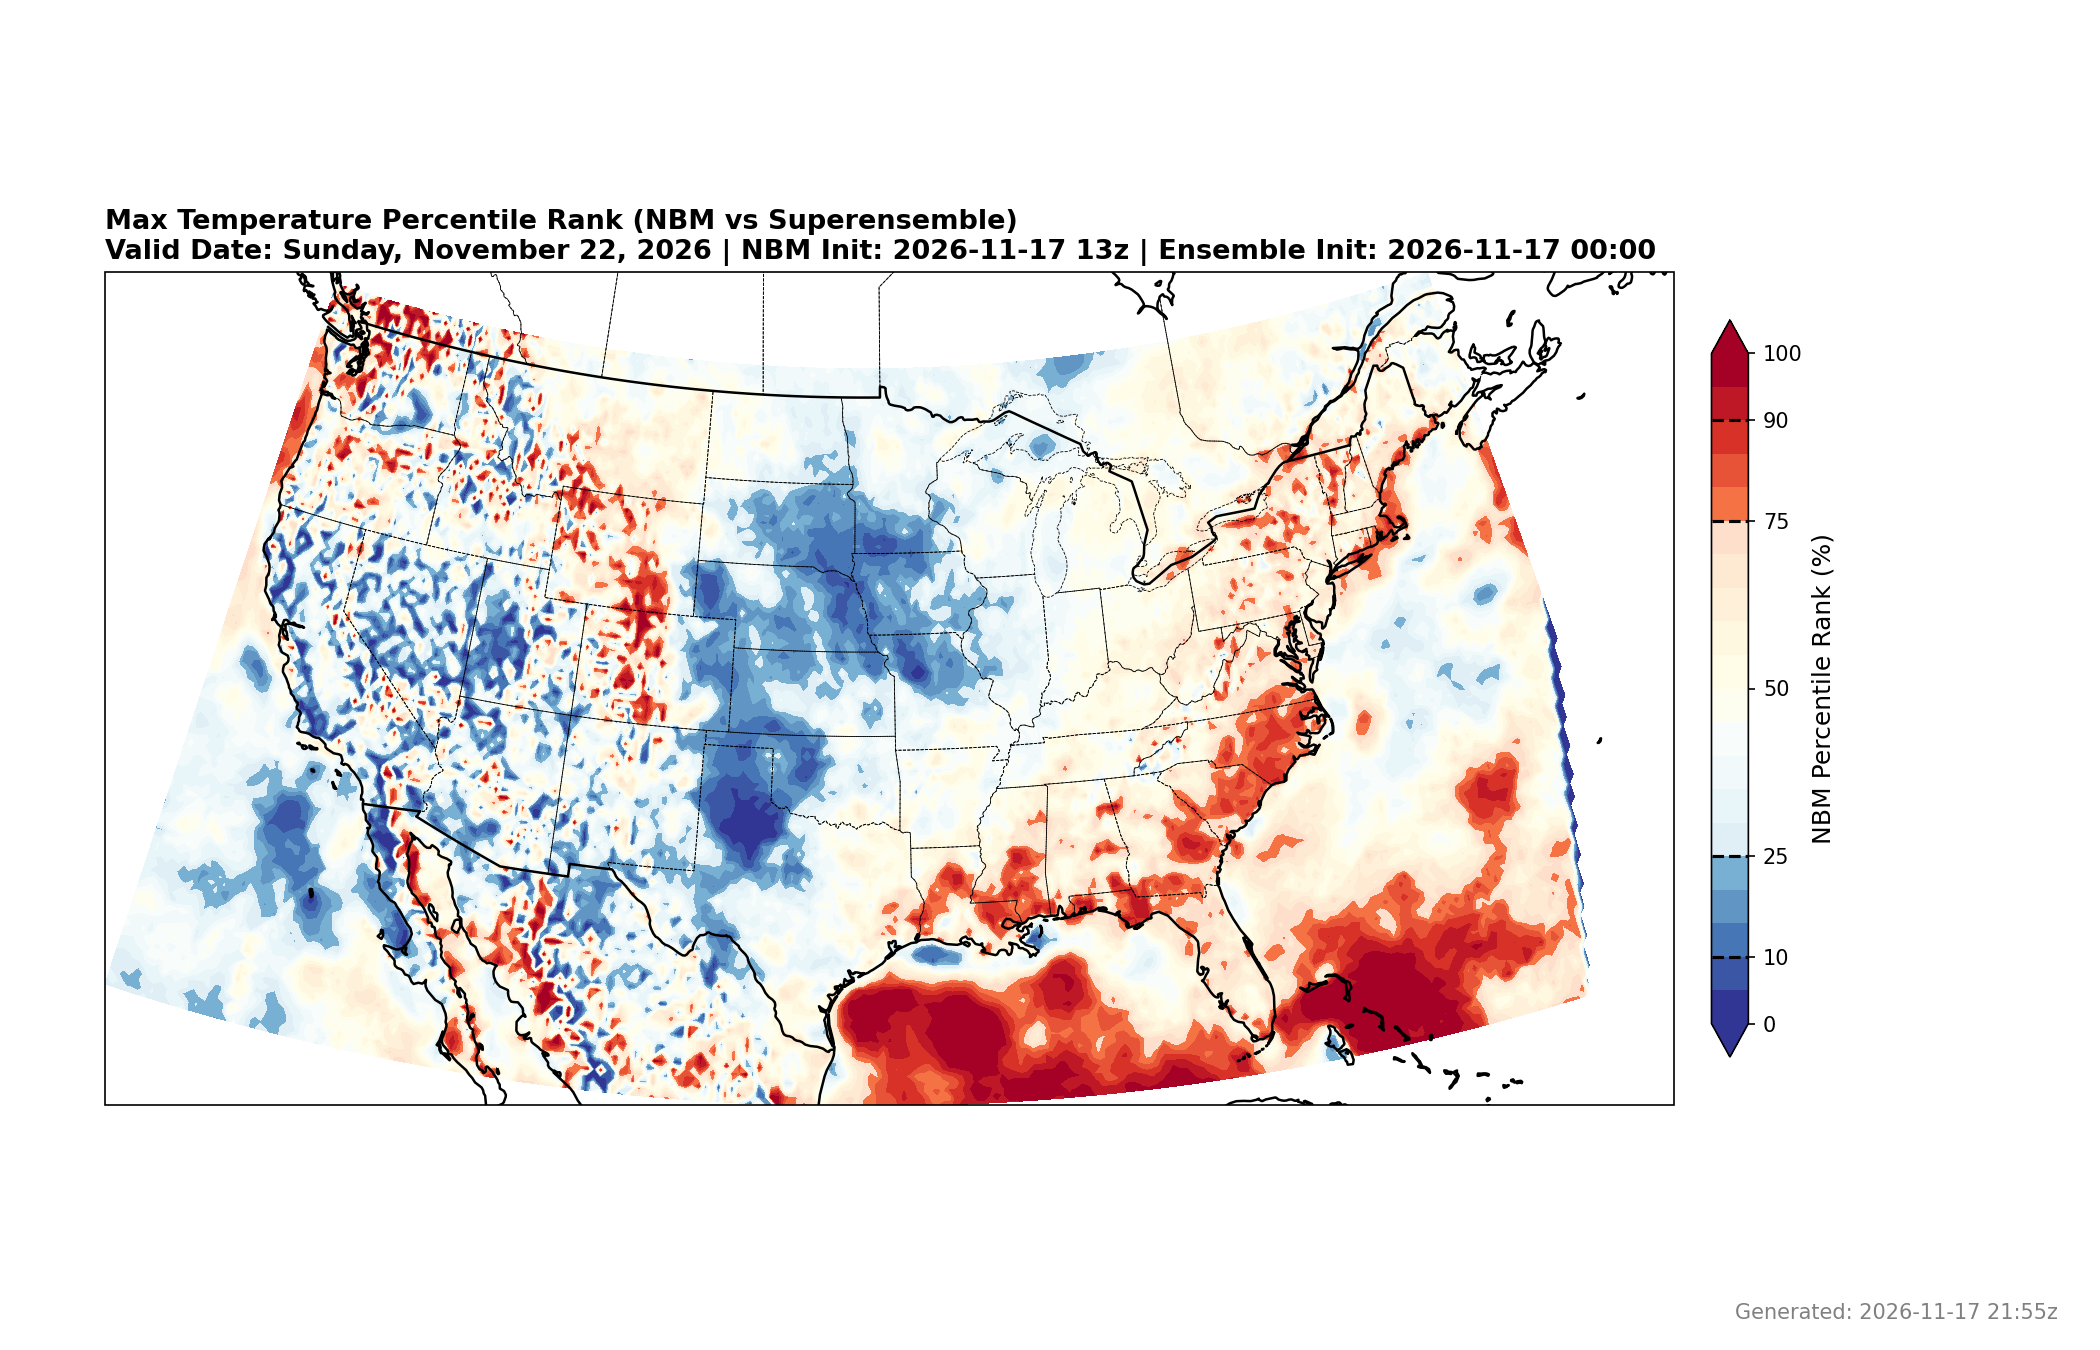 Max Temperature Percentile Rank (NBM vs Superensemble)
Valid Date: Sunday, November 22, 2026 | NBM Init: 2026-11-17 13z | Ensemble Init: 2026-11-17 00:00
100
90
75
50
25
10
0
NBM Percentile Rank (%)
Generated: 2026-11-17 21:55z